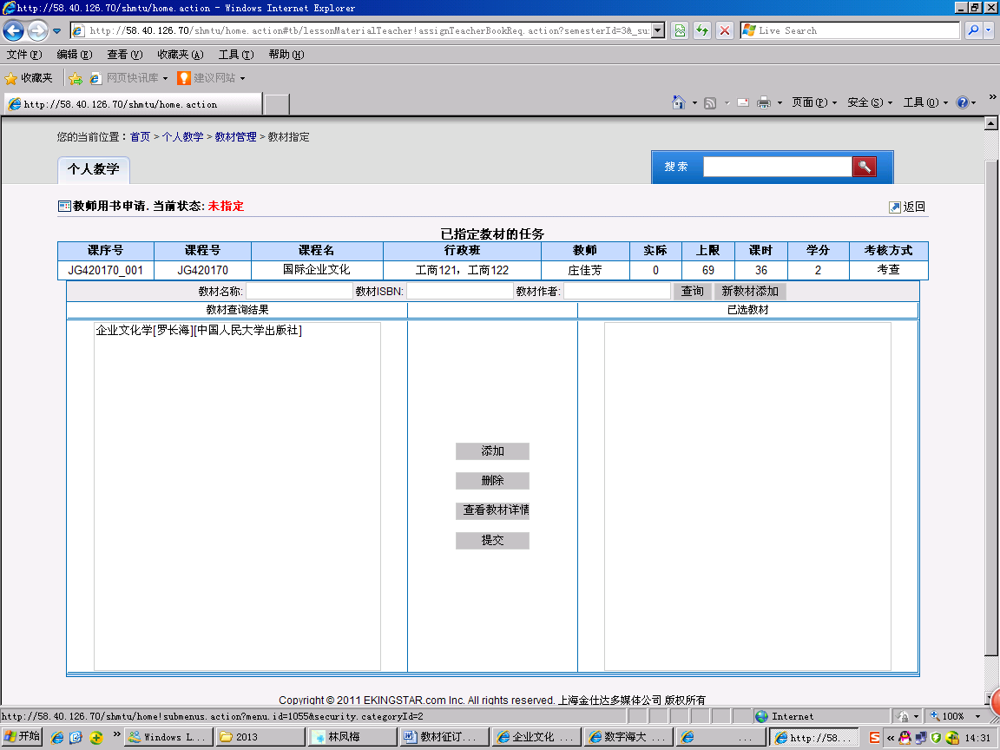 http://58.40.126.70/shmtu/home.action - Windows Internet Explorer
http://58.40.126.70/shmtu/home.action#tb/lessonMaterialTeacher!assignTeacherBookReq.action?semesterId=3&_su: Live Search
文件(F) 编辑(E) 查看(V) 收藏夹(A) 工具(T) 帮助(H)
收藏夹 网页快讯库 建议网站
http://58.40.126.70/shmtu/home.action 页面(P) 安全(S) 工具(O)
您的当前位置：首页 > 个人教学 > 教材管理 > 教材指定
个人教学 搜索
教师用书申请. 当前状态: 未指定 返回
已指定教材的任务
课序号 课程号 课程名 行政班 教师 实际 上限 课时 学分 考核方式
JG420170_001 JG420170 国际企业文化 工商121，工商122 庄佳芳 0 69 36 2 考查
教材名称: 教材ISBN: 教材作者: 查询 新教材添加
教材查询结果 已选教材
企业文化学[罗长海][中国人民大学出版社]
添加
删除
查看教材详情
提交
Copyright © 2011 EKINGSTAR.com Inc. All rights reserved. 上海金仕达多媒体公司 版权所有
http://58.40.126.70/shmtu/home!submenus.action?menu.id=1055&security.categoryId=2 Internet 100%
开始 Windows L... 2013 林凤梅 教材征订... 企业文化 ... 数字海大 ... ... http://58... 14:31